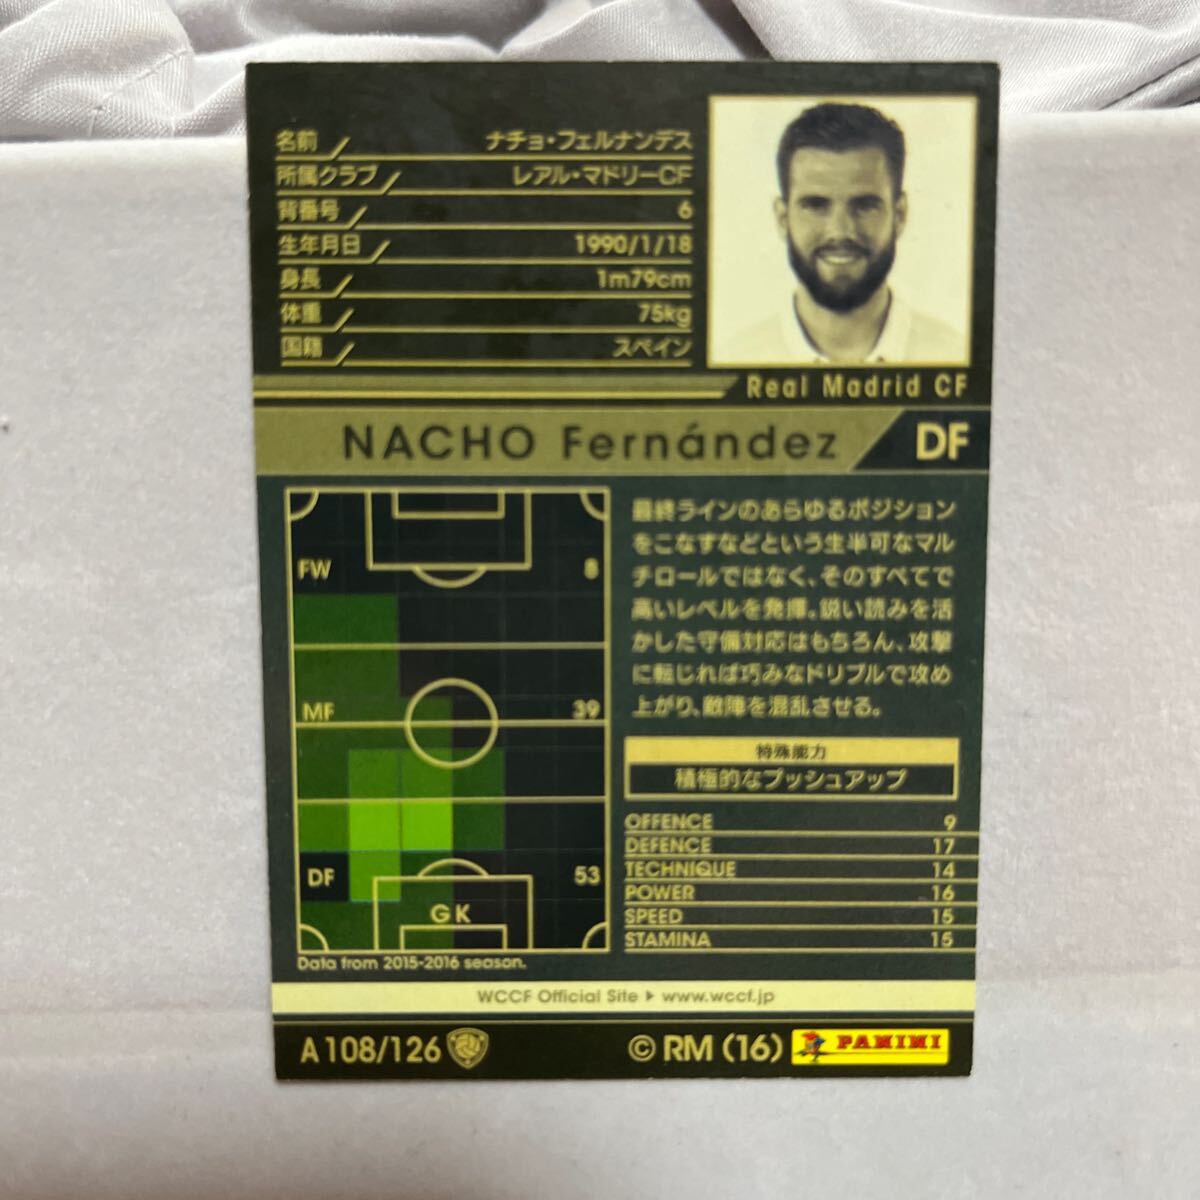 名前 ナチョ・フェルナンデス
所属クラブ レアル・マドリーCF
背番号 6
生年月日 1990/1/18
身長 1m79cm
体重 75kg
国籍 スペイン
Real Madrid CF
NACHO Fernández DF
FW 8
MF 39
DF 53
GK
Data from 2015-2016 season.
最終ラインのあらゆるポジション
をこなすなどという生半可なマル
チロールではなく、そのすべてで
高いレベルを発揮。鋭い読みを活
かした守備対応はもちろん、攻撃
に転じれば巧みなドリブルで攻め
上がり、敵陣を混乱させる。
特殊能力
積極的なプッシュアップ
OFFENCE 9
DEFENCE 17
TECHNIQUE 14
POWER 16
SPEED 15
STAMINA 15
WCCF Official Site ▶ www.wccf.jp
A108/126
© RM (16) PANINI